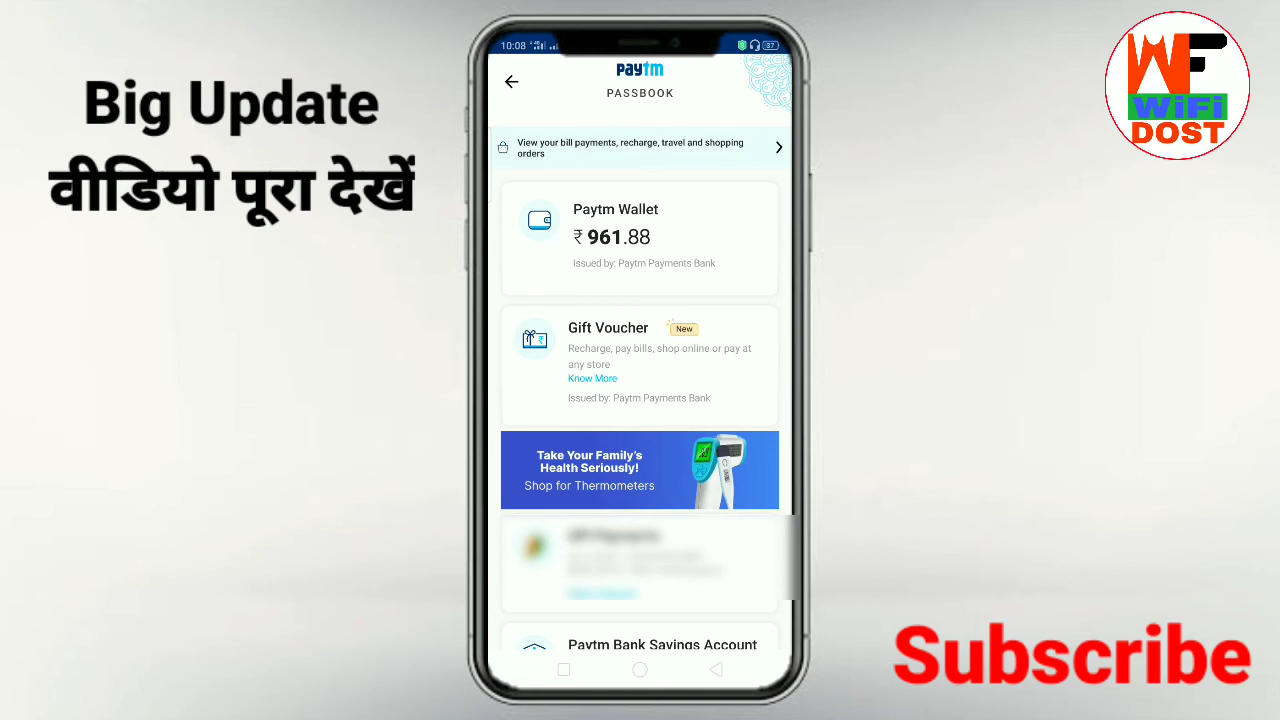 Big Update
वीडियो पूरा देखें
10:08
37
paytm
PASSBOOK
View your bill payments, recharge, travel and shopping
orders
Paytm Wallet
₹ 961.88
Issued by: Paytm Payments Bank
Gift Voucher New
Recharge, pay bills, shop online or pay at
any store
Know More
Issued by: Paytm Payments Bank
Take Your Family's
Health Seriously!
Shop for Thermometers
Paytm Bank Savings Account
WF
WiFi
DOST
Subscribe